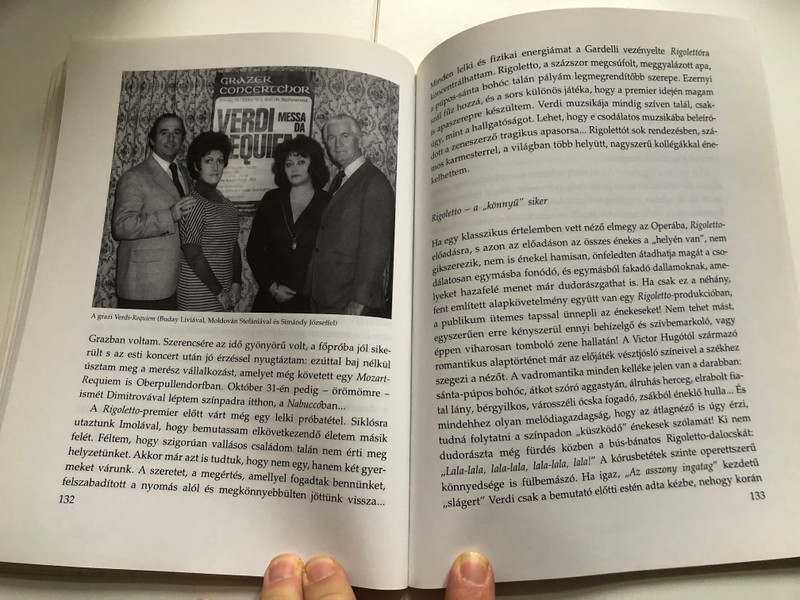 GRAZER
CONCERTCHOR
VERDI
MESSA
DA
REQUIEM
A grazi Verdi-Requiem (Buday Líviával, Moldován Stefániával és Simándy Józseffel)
Grazban voltam. Szerencsére az idő gyönyörű volt, a főpróba jól sike-
rült s az esti koncert után jó érzéssel nyugtáztam: ezúttal baj nélkül
úsztam meg a merész vállalkozást, amelyet még követett egy Mozart-
Requiem is Oberpullendorfban. Október 31-én pedig – örömömre –
ismét Dimitrovával léptem színpadra itthon, a Nabuccoban...
A Rigoletto-premier előtt várt még egy lelki próbatétel. Siklósra
utaztunk Imolával, hogy bemutassam elkövetkezendő életem másik
felét. Féltem, hogy szigorúan vallásos családom talán nem érti meg
helyzetünket. Akkor már azt is tudtuk, hogy nem egy, hanem két gyer-
meket várunk. A szeretet, a megértés, amellyel fogadtak bennünket,
felszabadított a nyomás alól és megkönnyebbülten jöttünk vissza...
132
Minden lelki és fizikai energiámat a Gardelli vezényelte Rigolettóra
koncentrálhattam. Rigoletto, a százszor megcsúfolt, meggyalázott apa,
a púpos-sánta bohóc talán pályám legmegrendítőbb szerepe. Ezernyi
szál fűz hozzá, és a sors különös játéka, hogy a premier idején magam
is apaszerepre készültem. Verdi muzsikája mindig szíven talál, csak-
úgy, mint a hallgatóságot. Lehet, hogy e csodálatos muzsikába beleíró-
dott a zeneszerző tragikus apasorsa... Rigolettót sok rendezésben, szá-
mos karmesterrel, a világban több helyütt, nagyszerű kollégákkal éne-
kelhettem.
Rigoletto – a „könnyű” siker
Ha egy klasszikus értelemben vett néző elmegy az Operába, Rigoletto-
előadásra, s azon az előadáson az összes énekes a „helyén van”, nem
gikszerezik, nem is énekel hamisan, önfeledten átadhatja magát a cso-
dálatosan egymásba fonódó, és egymásból fakadó dallamoknak, ame-
lyeket hazafelé menet már dudorászgathat is. Ha csak ez a néhány,
fent említett alapkövetelmény együtt van egy Rigoletto-produkcióban,
a publikum ütemes tapssal ünnepli az énekeseket! Nem tehet mást,
egyszerűen erre kényszerül ennyi behízelgő és szívbemarkoló, vagy
éppen viharosan tomboló zene hallatán! A Victor Hugótól származó
romantikus alaptörténet már az előjáték vészjósló színeivel a székhez
szegezi a nézőt. A vadromantika minden kelléke jelen van a darabban:
sánta-púpos bohóc, átkot szóró aggastyán, álruhás herceg, elrabolt fia-
tal lány, bérgyilkos, városszéli ócska fogadó, zsákból éneklő hulla... És
mindehhez olyan melódiagazdagság, hogy az átlagnéző is úgy érzi,
tudná folytatni a színpadon „küszködő” énekesek szólamát! Ki nem
dudorászta még fürdés közben a bús-bánatos Rigoletto-dalocskát:
„Lala-lala, lala-lala, lala-lala, lala!” A kórusbetétek szinte operettszerű
könnyedsége is fülbemászó. Ha igaz, „Az asszony ingatag” kezdetű
„slágert” Verdi csak a bemutató előtti estén adta kézbe, nehogy korán
133